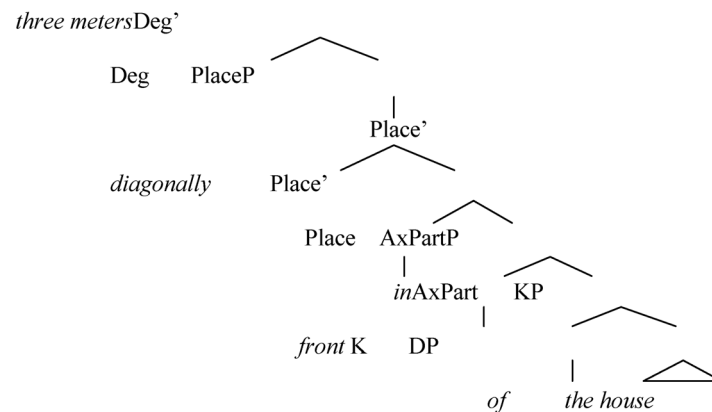 three metersDeg’
Deg PlaceP
Place’
diagonally Place’
Place AxPartP
inAxPart KP
front K DP
of the house